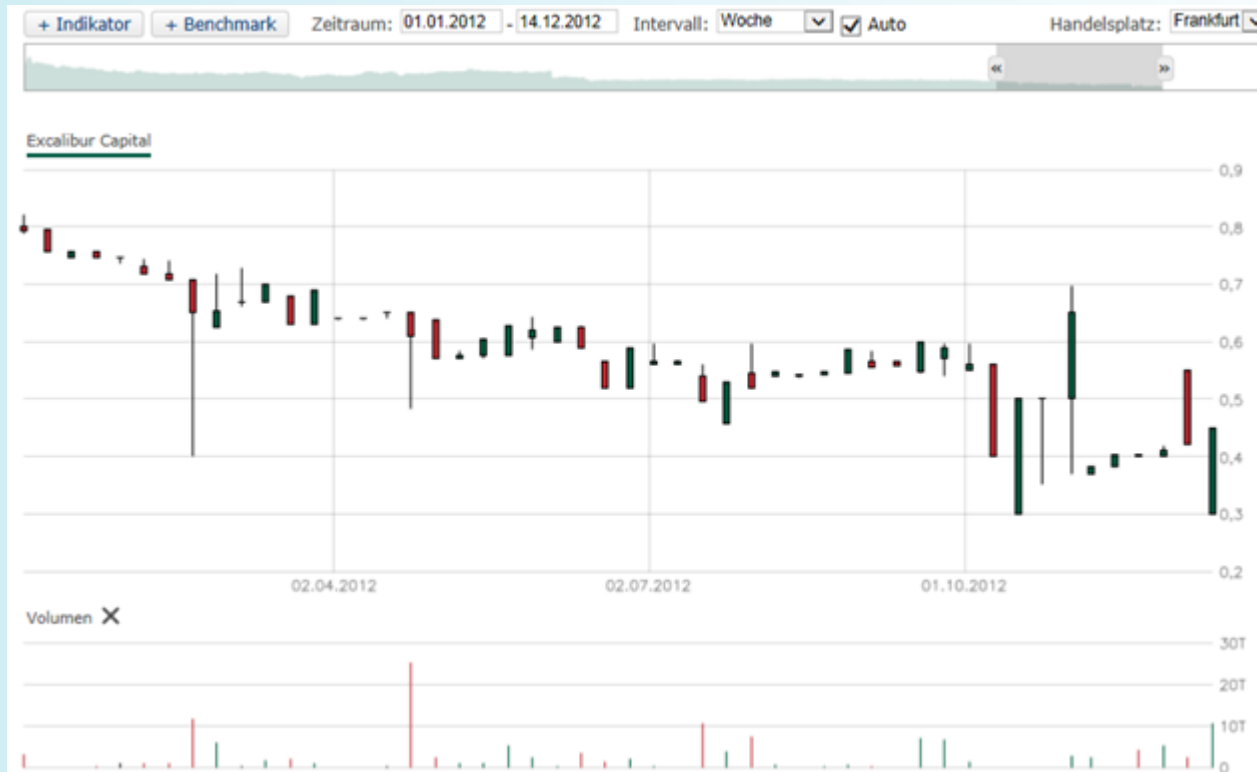 + Indikator + Benchmark Zeitraum: 01.01.2012 - 14.12.2012 Intervall: Woche Auto Handelsplatz: Frankfurt
« »
Excalibur Capital
0,9
0,8
0,7
0,6
0,5
0,4
0,3
0,2
02.04.2012 02.07.2012 01.10.2012
Volumen X
30T
20T
10T
0